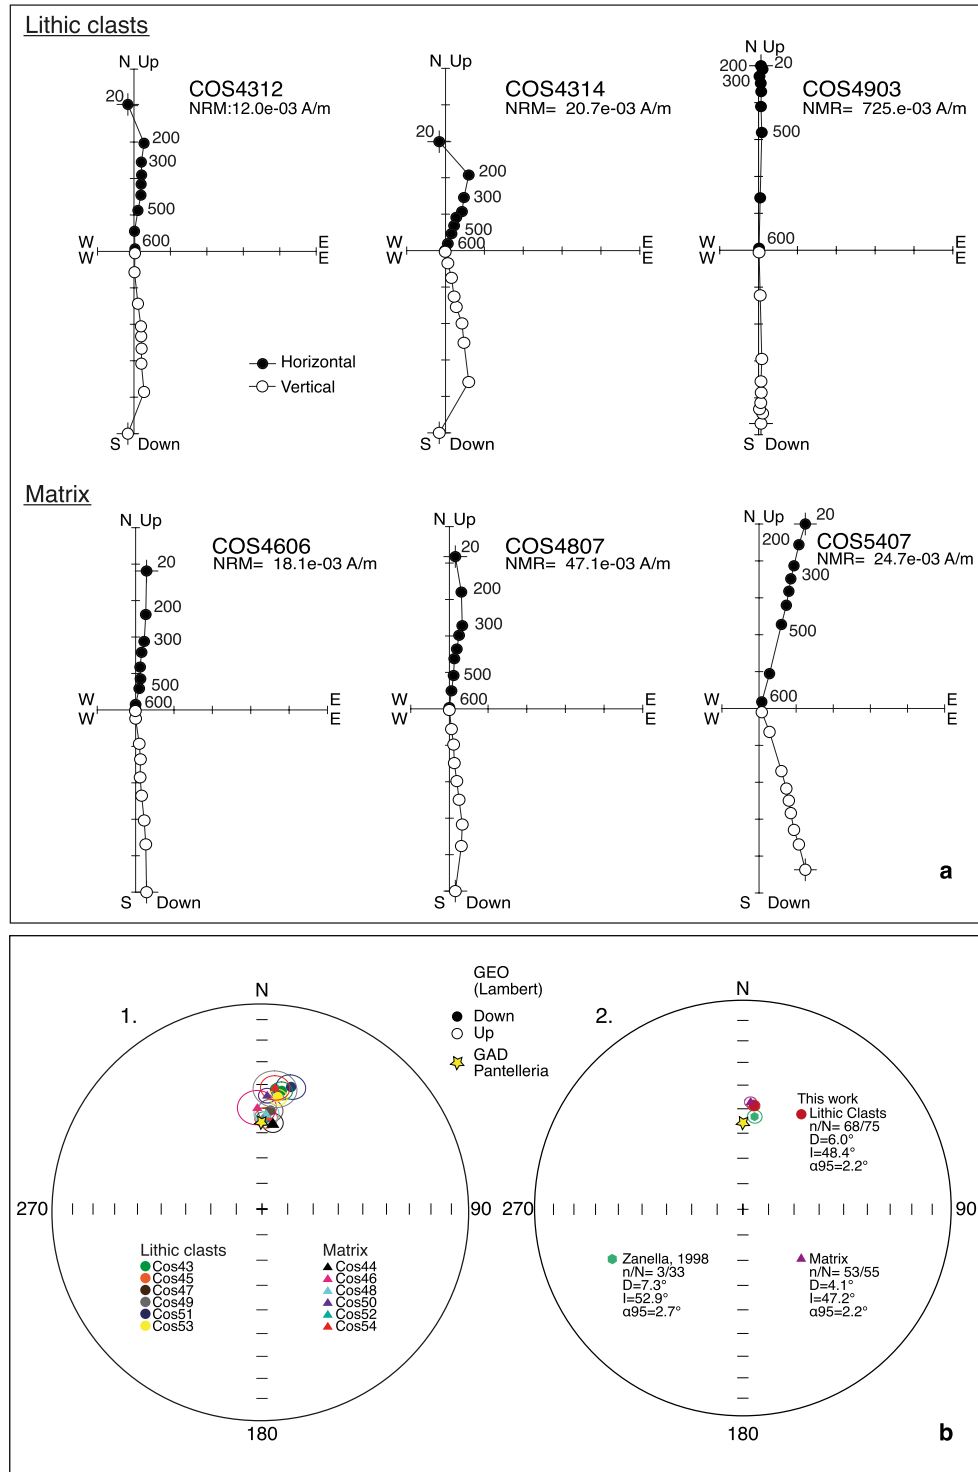 Lithic clasts
N Up
COS4312
NRM:12.0e-03 A/m
20
200
300
500
600
W E
W E
S Down
N Up
COS4314
NRM= 20.7e-03 A/m
20
200
300
500
600
W E
W E
S Down
N Up
COS4903
NMR= 725.e-03 A/m
200 20
300
500
600
W E
W E
S Down
Horizontal
Vertical
Matrix
N Up
COS4606
NRM= 18.1e-03 A/m
20
200
300
500
600
W E
W E
S Down
N Up
COS4807
NMR= 47.1e-03 A/m
20
200
300
500
600
W E
W E
S Down
N Up
COS5407
NMR= 24.7e-03 A/m
20
200
300
500
600
W E
W E
S Down
a
1.
N
270
90
180
Lithic clasts
Cos43
Cos45
Cos47
Cos49
Cos51
Cos53
Matrix
Cos44
Cos46
Cos48
Cos50
Cos52
Cos54
GEO
(Lambert)
Down
Up
GAD
Pantelleria
2.
N
270
90
180
This work
Lithic Clasts
n/N= 68/75
D=6.0°
I=48.4°
α95=2.2°
Zanella, 1998
n/N= 3/33
D=7.3°
I=52.9°
α95=2.7°
Matrix
n/N= 53/55
D=4.1°
I=47.2°
α95=2.2°
b